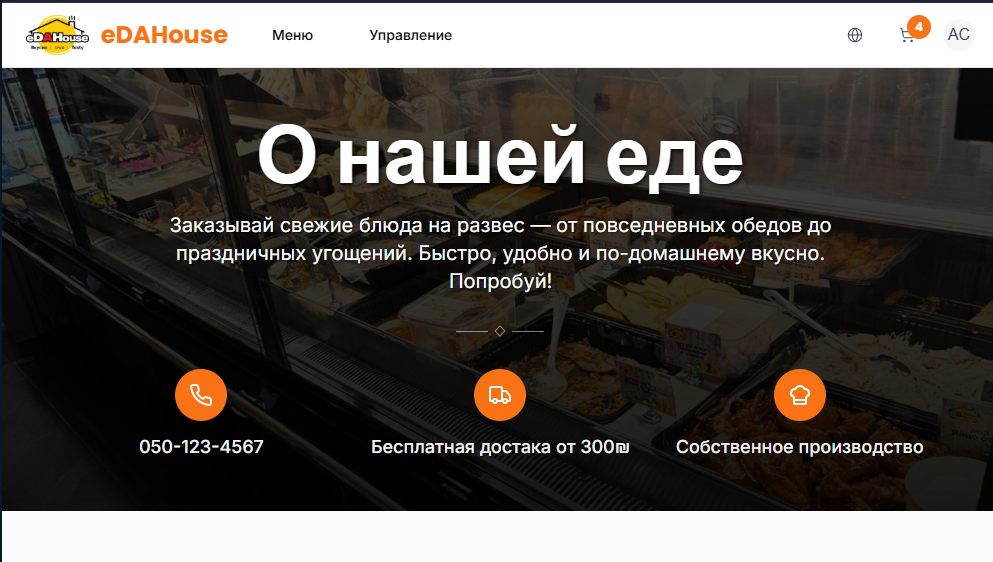 eDAHouse
eDAHouse
Меню
Управление
4
AC
О нашей еде
Заказывай свежие блюда на развес — от повседневных обедов до
праздничных угощений. Быстро, удобно и по-домашнему вкусно.
Попробуй!
050-123-4567
Бесплатная достака от 300₪
Собственное производство